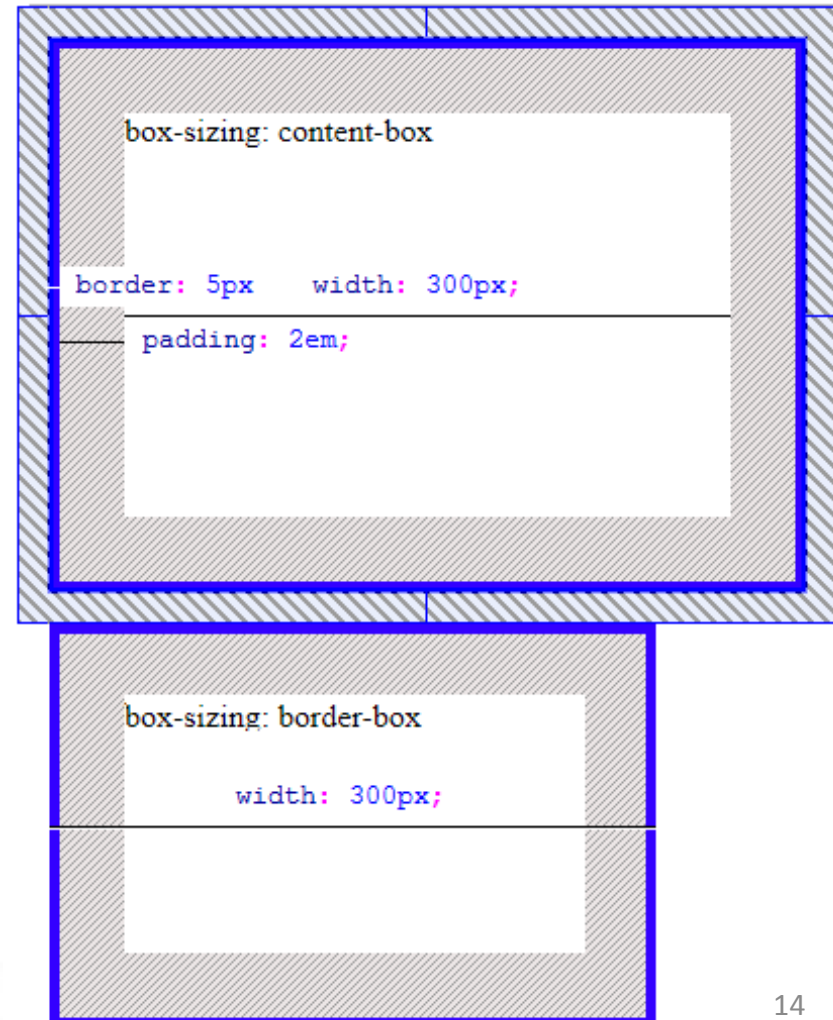 box-sizing: content-box
border: 5px width: 300px;
padding: 2em;
box-sizing: border-box
width: 300px;
14